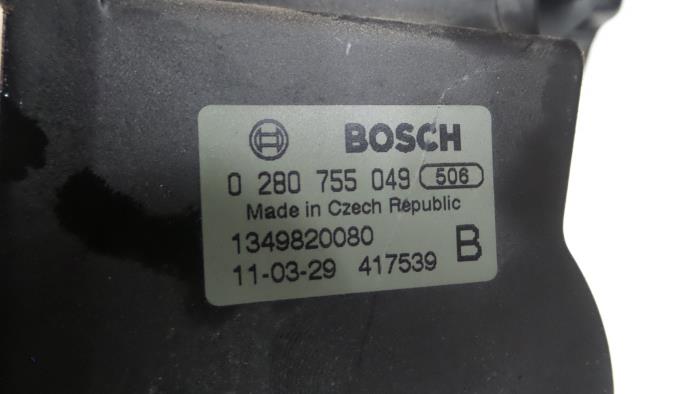 BOSCH
0 280 755 049 506
Made in Czech Republic
1349820080
11-03-29 417539 B